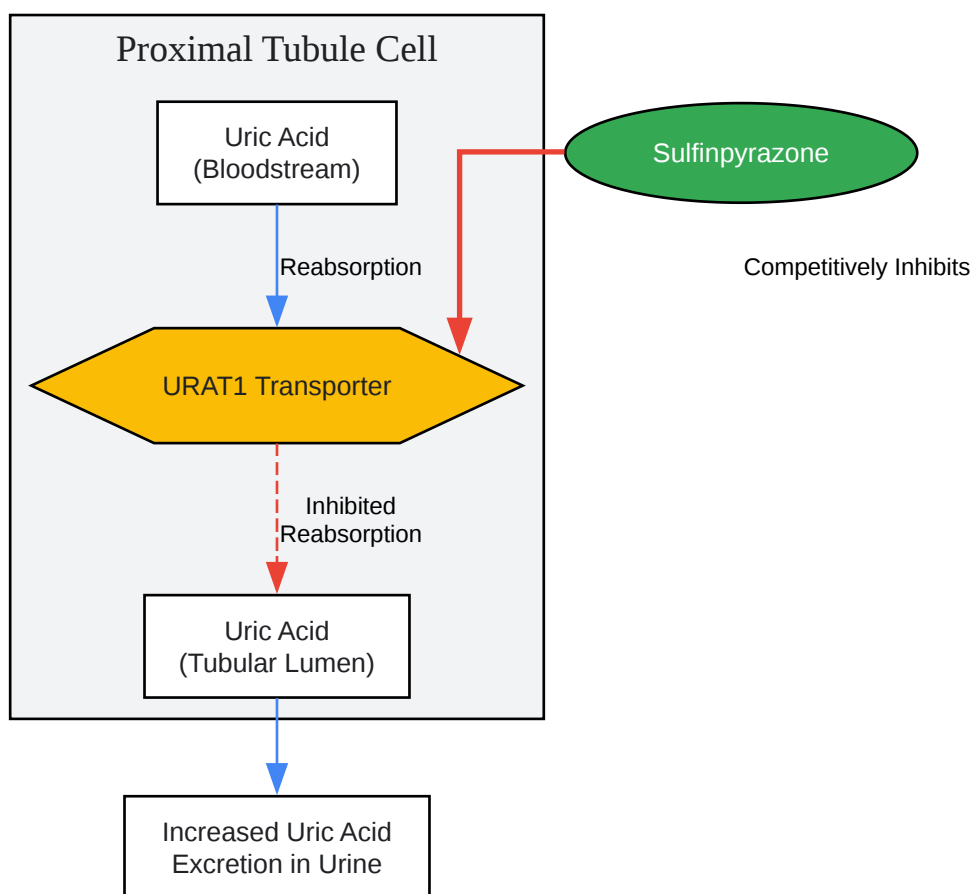 Proximal Tubule Cell
Uric Acid
(Bloodstream)
Sulfinpyrazone
Reabsorption
Competitively Inhibits
URAT1 Transporter
Inhibited
Reabsorption
Uric Acid
(Tubular Lumen)
Increased Uric Acid
Excretion in Urine